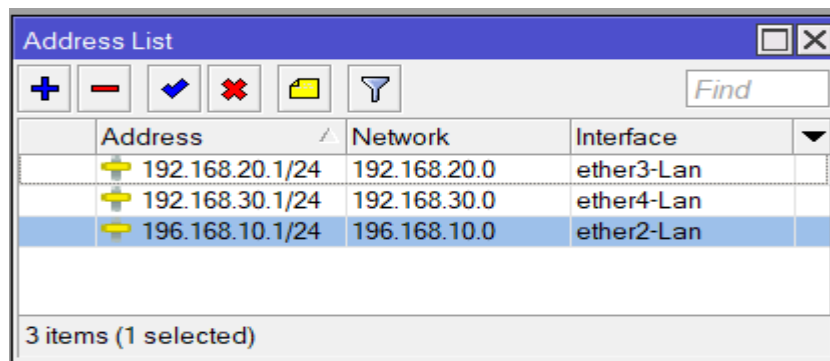 Address List
Find
Address Network Interface
192.168.20.1/24 192.168.20.0 ether3-Lan
192.168.30.1/24 192.168.30.0 ether4-Lan
196.168.10.1/24 196.168.10.0 ether2-Lan
3 items (1 selected)